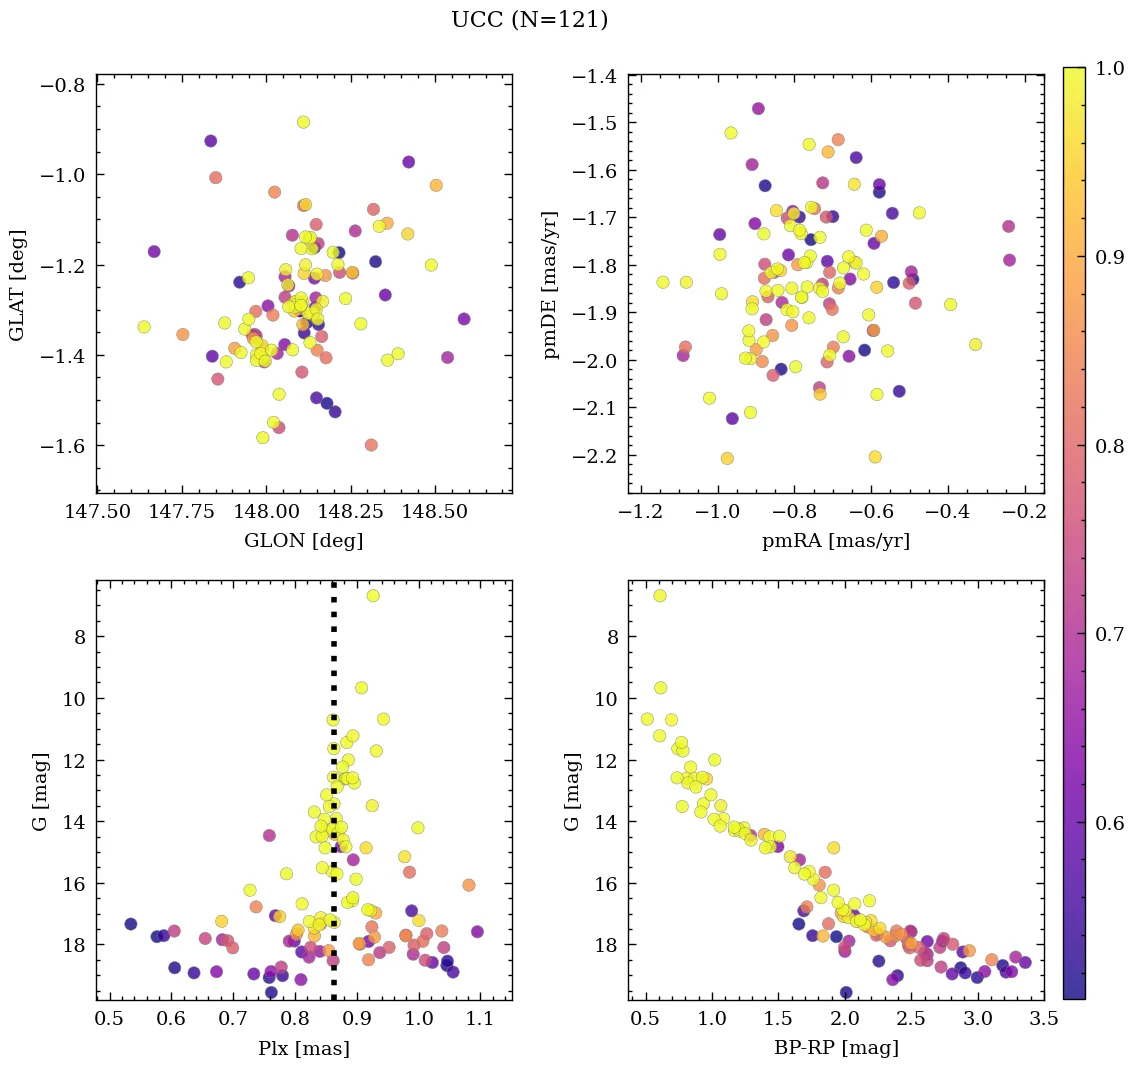 UCC (N=121)
−0.8
−1.0
−1.2
−1.4
−1.6
GLAT [deg]
147.50 147.75 148.00 148.25 148.50
GLON [deg]
−1.4
−1.5
−1.6
−1.7
−1.8
−1.9
−2.0
−2.1
−2.2
pmDE [mas/yr]
−1.2 −1.0 −0.8 −0.6 −0.4 −0.2
pmRA [mas/yr]
8
10
12
14
16
18
G [mag]
0.5 0.6 0.7 0.8 0.9 1.0 1.1
Plx [mas]
8
10
12
14
16
18
G [mag]
0.5 1.0 1.5 2.0 2.5 3.0 3.5
BP-RP [mag]
1.0
0.9
0.8
0.7
0.6